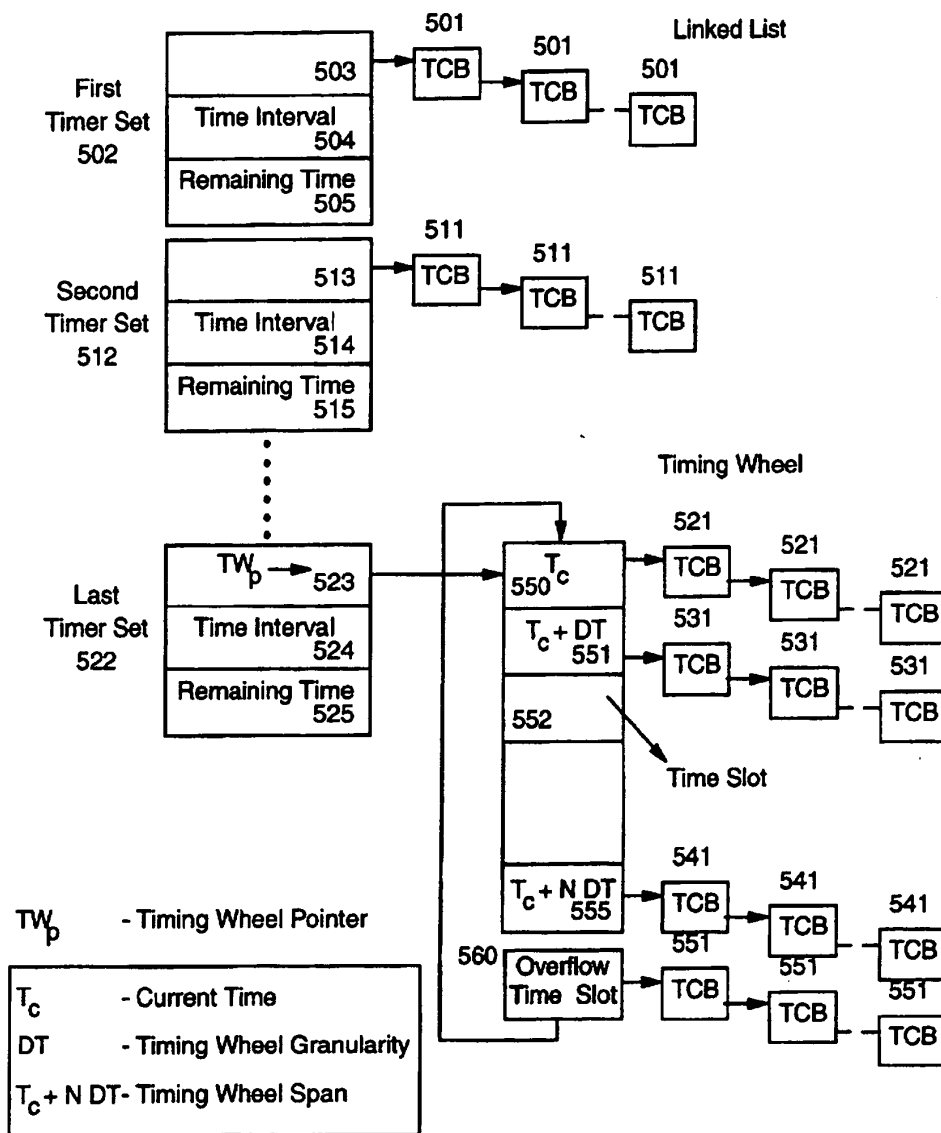 501
Linked List
501
501
First
Timer Set
502
503
TCB
TCB
TCB
Time Interval
504
Remaining Time
505
511
511
511
Second
Timer Set
512
513
TCB
TCB
TCB
Time Interval
514
Remaining Time
515
Timing Wheel
521
521
521
Last
Timer Set
522
TWp
523
Tc
550
TCB
TCB
TCB
Time Interval
524
Tc + DT
551
531
531
531
TCB
TCB
TCB
Remaining Time
525
552
Time Slot
541
541
541
Tc + N DT
555
TCB
TCB
TCB
560
Overflow
Time Slot
551
551
551
TCB
TCB
TCB
TWp - Timing Wheel Pointer
Tc - Current Time
DT - Timing Wheel Granularity
Tc + N DT- Timing Wheel Span